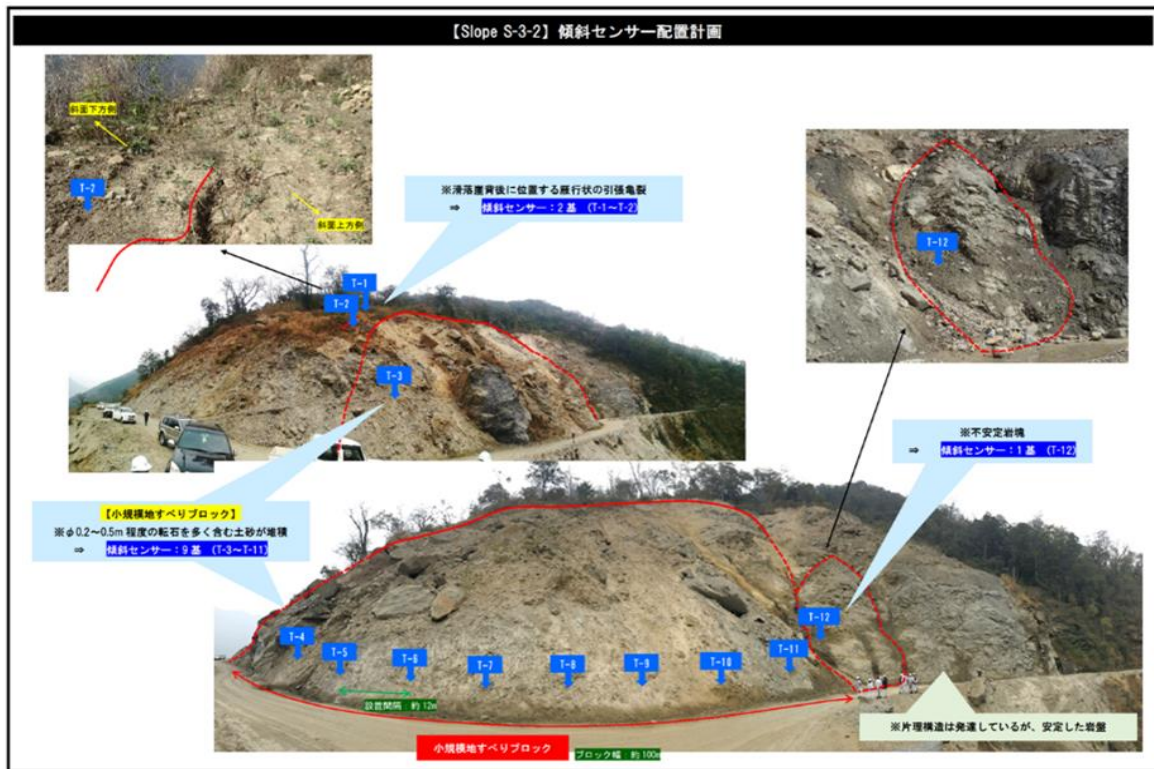 【Slope S-3-2】傾斜センサー配置計画
斜面下方側
T-2
斜面上方側
※滑落崖背後に位置する雁行状の引張亀裂
⇒ 傾斜センサー：2基 (T-1～T-2)
T-12
T-1
T-2
T-3
※不安定岩塊
⇒ 傾斜センサー：1基 (T-12)
【小規模地すべりブロック】
※φ0.2～0.5m程度の転石を多く含む土砂が堆積
⇒ 傾斜センサー：9基 (T-3～T-11)
T-4
T-5
T-6
T-7
T-8
T-9
T-10
T-11
T-12
設置間隔：約12m
※片理構造は発達しているが、安定した岩盤
小規模地すべりブロック
ブロック幅：約100m